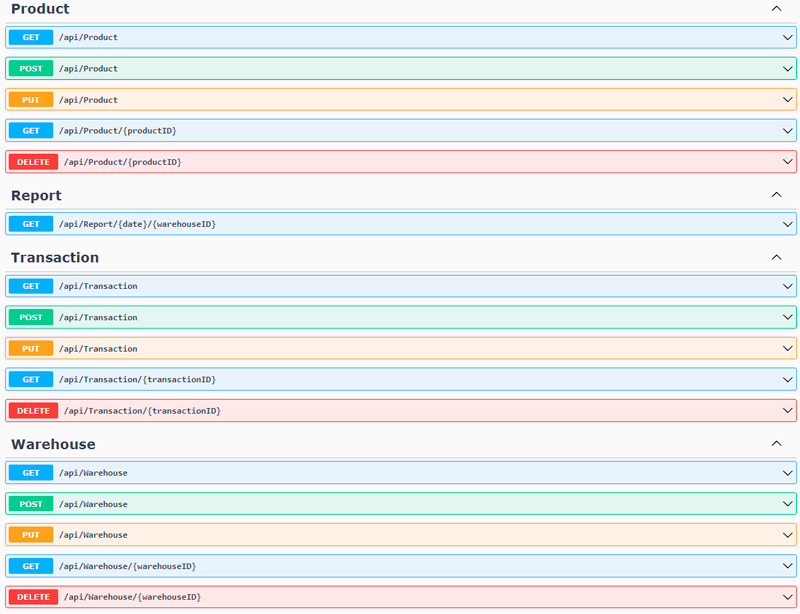 Product
GET /api/Product
POST /api/Product
PUT /api/Product
GET /api/Product/{productID}
DELETE /api/Product/{productID}
Report
GET /api/Report/{date}/{warehouseID}
Transaction
GET /api/Transaction
POST /api/Transaction
PUT /api/Transaction
GET /api/Transaction/{transactionID}
DELETE /api/Transaction/{transactionID}
Warehouse
GET /api/Warehouse
POST /api/Warehouse
PUT /api/Warehouse
GET /api/Warehouse/{warehouseID}
DELETE /api/Warehouse/{warehouseID}